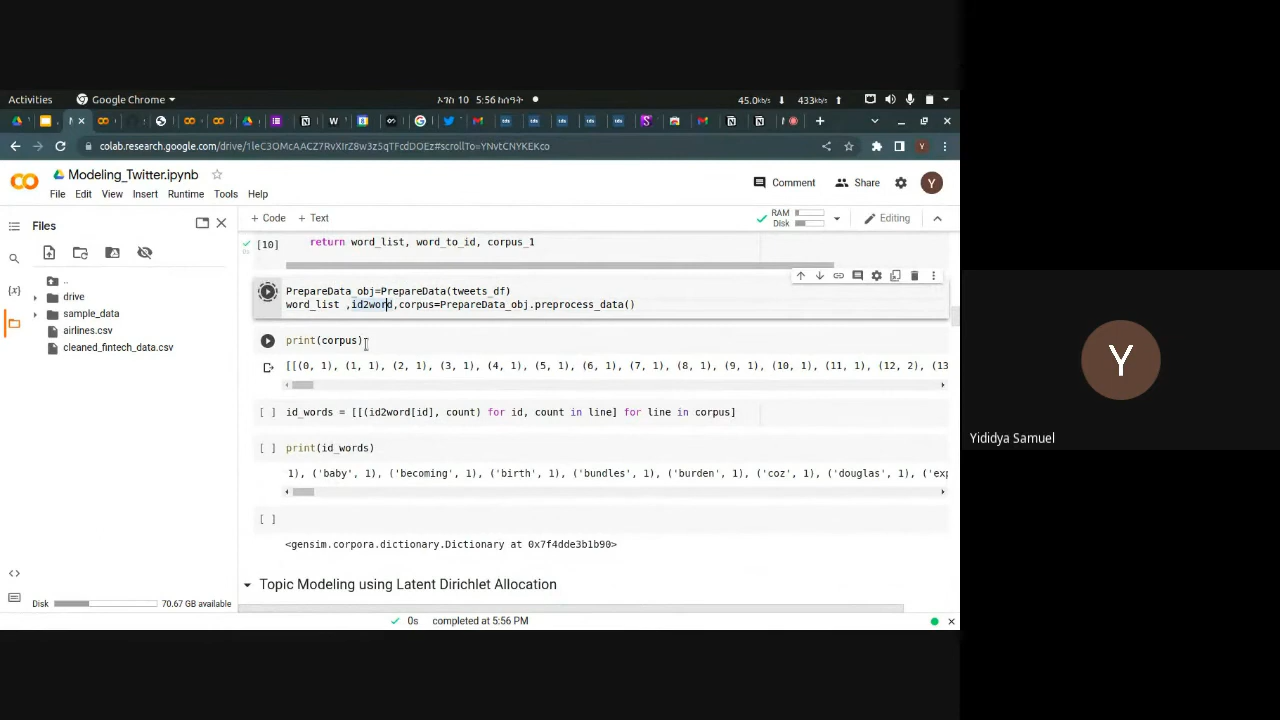 Activities
Google Chrome
ኦገስ 10 5:56 ከሰዓት
45.0kb/s
433kb/s
colab.research.google.com/drive/1leC3OMcAACZ7RvXIrZ8w3z5qTFcdDOEz#scrollTo=YNvtCNYKEKco
Modeling_Twitter.ipynb
File Edit View Insert Runtime Tools Help
Comment
Share
Y
Files
+ Code + Text
RAM
Disk
Editing
..
drive
sample_data
airlines.csv
cleaned_fintech_data.csv
[10]
return word_list, word_to_id, corpus_1
PrepareData_obj=PrepareData(tweets_df)
word_list ,id2word,corpus=PrepareData_obj.preprocess_data()
print(corpus)
[[(0, 1), (1, 1), (2, 1), (3, 1), (4, 1), (5, 1), (6, 1), (7, 1), (8, 1), (9, 1), (10, 1), (11, 1), (12, 2), (13
[ ] id_words = [[(id2word[id], count) for id, count in line] for line in corpus]
[ ] print(id_words)
1), ('baby', 1), ('becoming', 1), ('birth', 1), ('bundles', 1), ('burden', 1), ('coz', 1), ('douglas', 1), ('exp
[ ]
<gensim.corpora.dictionary.Dictionary at 0x7f4dde3b1b90>
Topic Modeling using Latent Dirichlet Allocation
Disk 70.67 GB available
0s completed at 5:56 PM
Y
Yididya Samuel